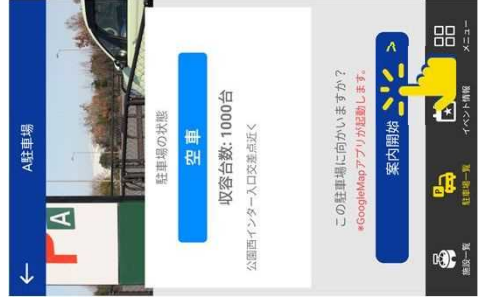 A駐車場
P
A
駐車場の状態
空車
収容台数: 1000台
公園西インター入口交差点近く
この駐車場に向かいますか？
※GoogleMapアプリが起動します。
案内開始 >
施設一覧
P
駐車場一覧
イベント情報
メニュー